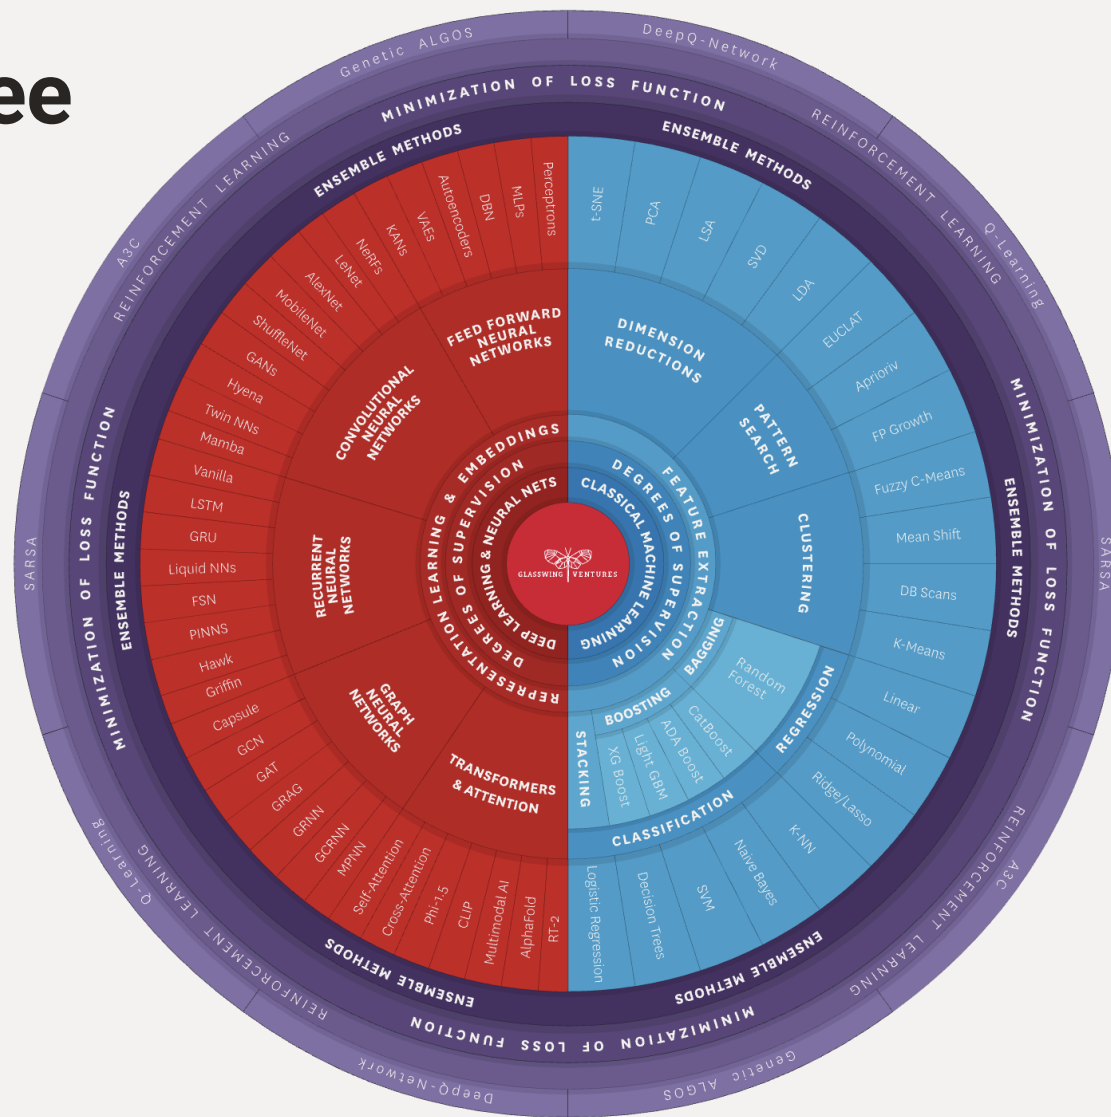 ee
Genetic ALGOS
DeepQ-Network
Q-Learning
SARSA
A3C
Genetic ALGOS
DeepQ-Network
Q-Learning
SARSA
A3C
REINFORCEMENT LEARNING
REINFORCEMENT LEARNING
REINFORCEMENT LEARNING
REINFORCEMENT LEARNING
MINIMIZATION OF LOSS FUNCTION
MINIMIZATION OF LOSS FUNCTION
MINIMIZATION OF LOSS FUNCTION
MINIMIZATION OF LOSS FUNCTION
ENSEMBLE METHODS
ENSEMBLE METHODS
ENSEMBLE METHODS
ENSEMBLE METHODS
ENSEMBLE METHODS
ENSEMBLE METHODS
t-SNE
PCA
LSA
SVD
LDA
EUCLAT
Aprioriv
FP Growth
Fuzzy C-Means
Mean Shift
DB Scans
K-Means
Linear
Polynomial
Ridge/Lasso
K-NN
Naive Bayes
SVM
Decision Trees
Logistic Regression
RT-2
AlphaFold
Multimodal AI
CLIP
Phi-1.5
Cross-Attention
Self-Attention
MPNN
GCRNN
GRNN
GRAG
GAT
GCN
Capsule
Griffin
Hawk
PINNS
FSN
Liquid NNs
GRU
LSTM
Vanilla
Mamba
Twin NNs
Hyena
GANs
ShuffleNet
MobileNet
AlexNet
LeNet
NeRFs
KANs
VAEs
Autoencoders
DBN
MLPs
Perceptrons
DIMENSION
REDUCTIONS
PATTERN
SEARCH
CLUSTERING
REGRESSION
CLASSIFICATION
BAGGING
Random
Forest
BOOSTING
CatBoost
ADA Boost
Light GBM
XG Boost
STACKING
TRANSFORMERS
& ATTENTION
GRAPH
NEURAL
NETWORKS
RECURRENT
NEURAL
NETWORKS
CONVOLUTIONAL
NEURAL
NETWORKS
FEED FORWARD
NEURAL
NETWORKS
REPRESENTATION LEARNING & EMBEDDINGS
FEATURE EXTRACTION
DEGREES OF SUPERVISION
DEGREES OF SUPERVISION
DEEP LEARNING & NEURAL NETS
CLASSICAL MACHINE LEARNING
GLASSWING VENTURES